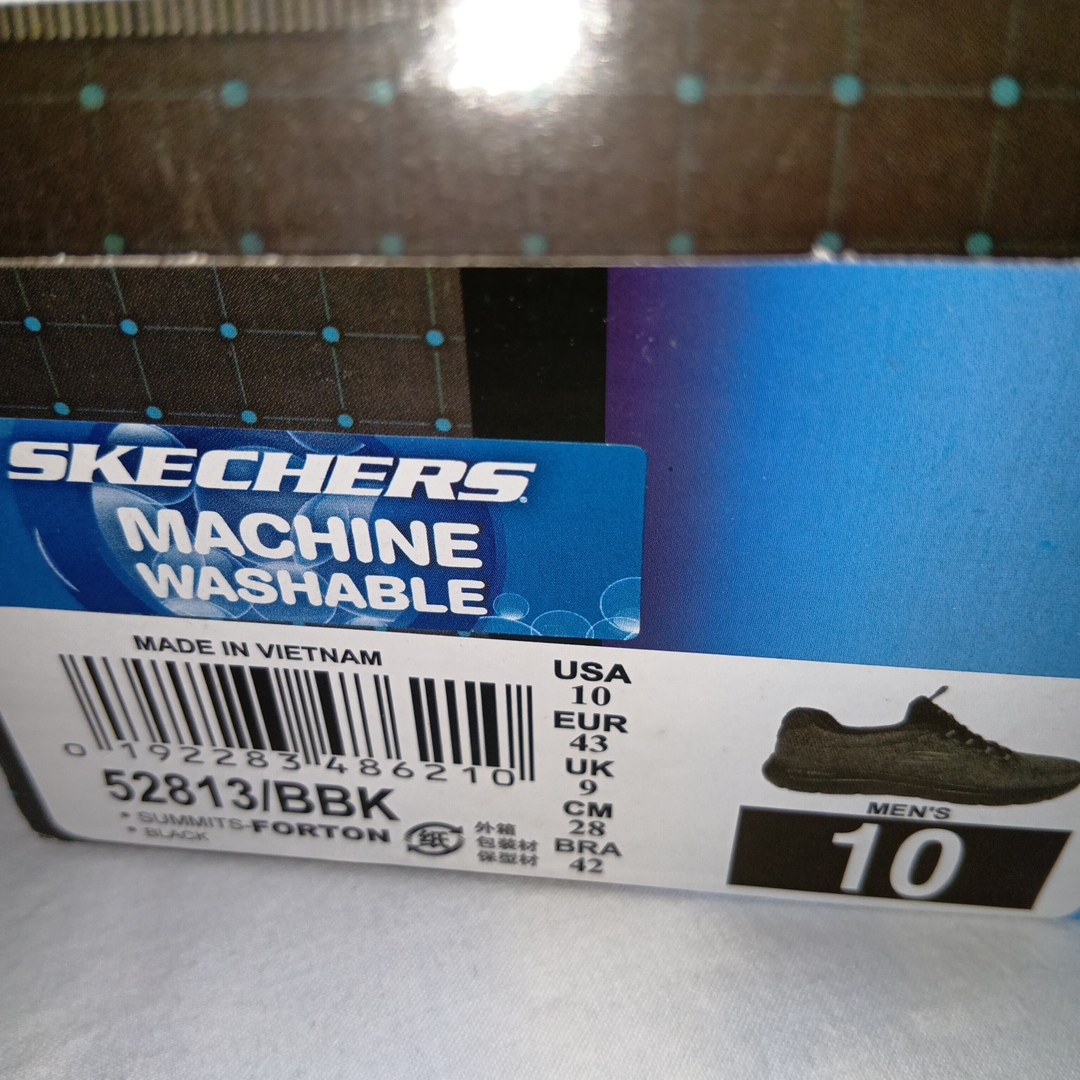 SKECHERS
MACHINE
WASHABLE
MADE IN VIETNAM
0 192283 486210
52813/BBK
• SUMMITS-FORTON
• BLACK
紙
外箱
包装材
保型材
USA
10
EUR
43
UK
9
CM
28
BRA
42
MEN'S
10